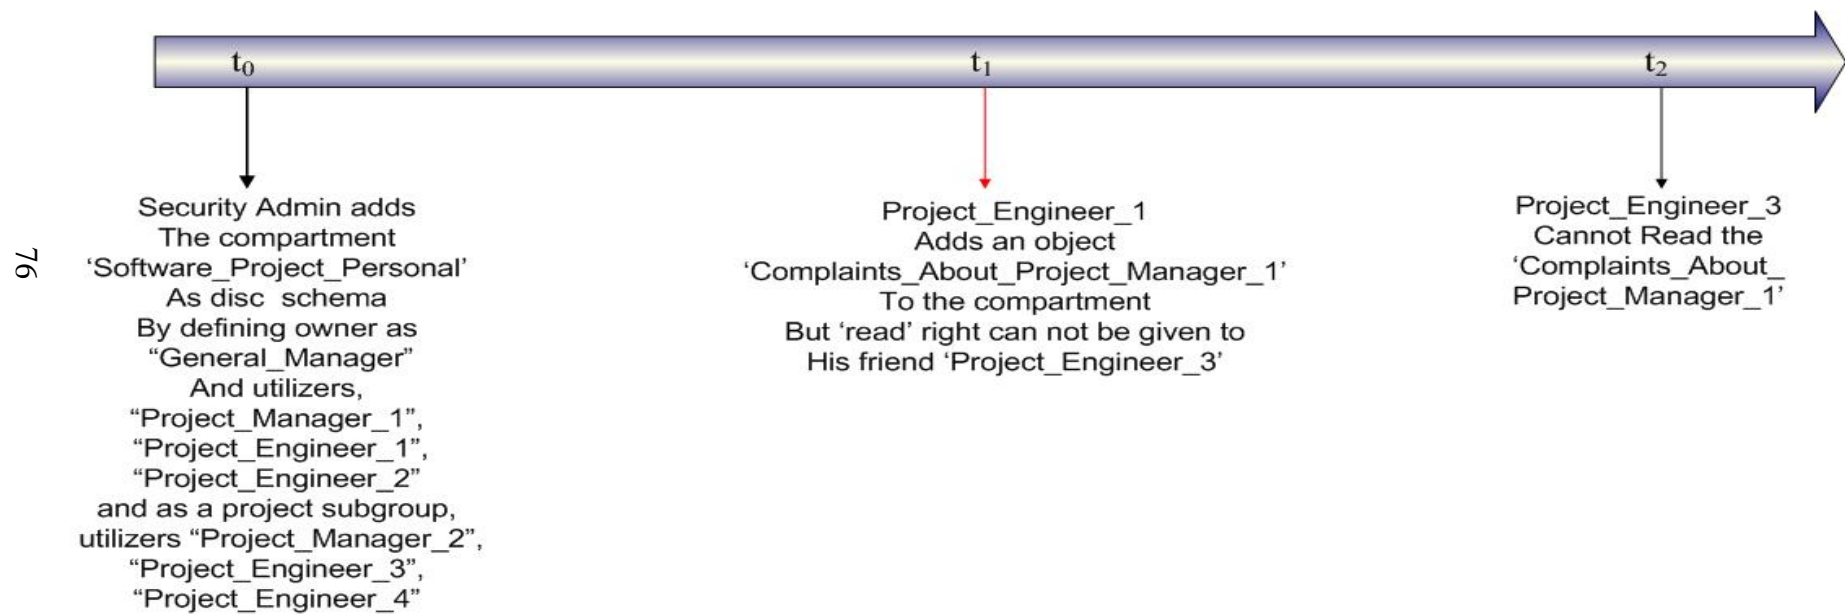 t0
t1
t2
Security Admin adds
The compartment
‘Software_Project_Personal’
As disc schema
By defining owner as
“General_Manager”
And utilizers,
“Project_Manager_1”,
“Project_Engineer_1”,
“Project_Engineer_2”
and as a project subgroup,
utilizers “Project_Manager_2”,
“Project_Engineer_3”,
“Project_Engineer_4”
Project_Engineer_1
Adds an object
‘Complaints_About_Project_Manager_1’
To the compartment
But ‘read’ right can not be given to
His friend ‘Project_Engineer_3’
Project_Engineer_3
Cannot Read the
‘Complaints_About_
Project_Manager_1’
76